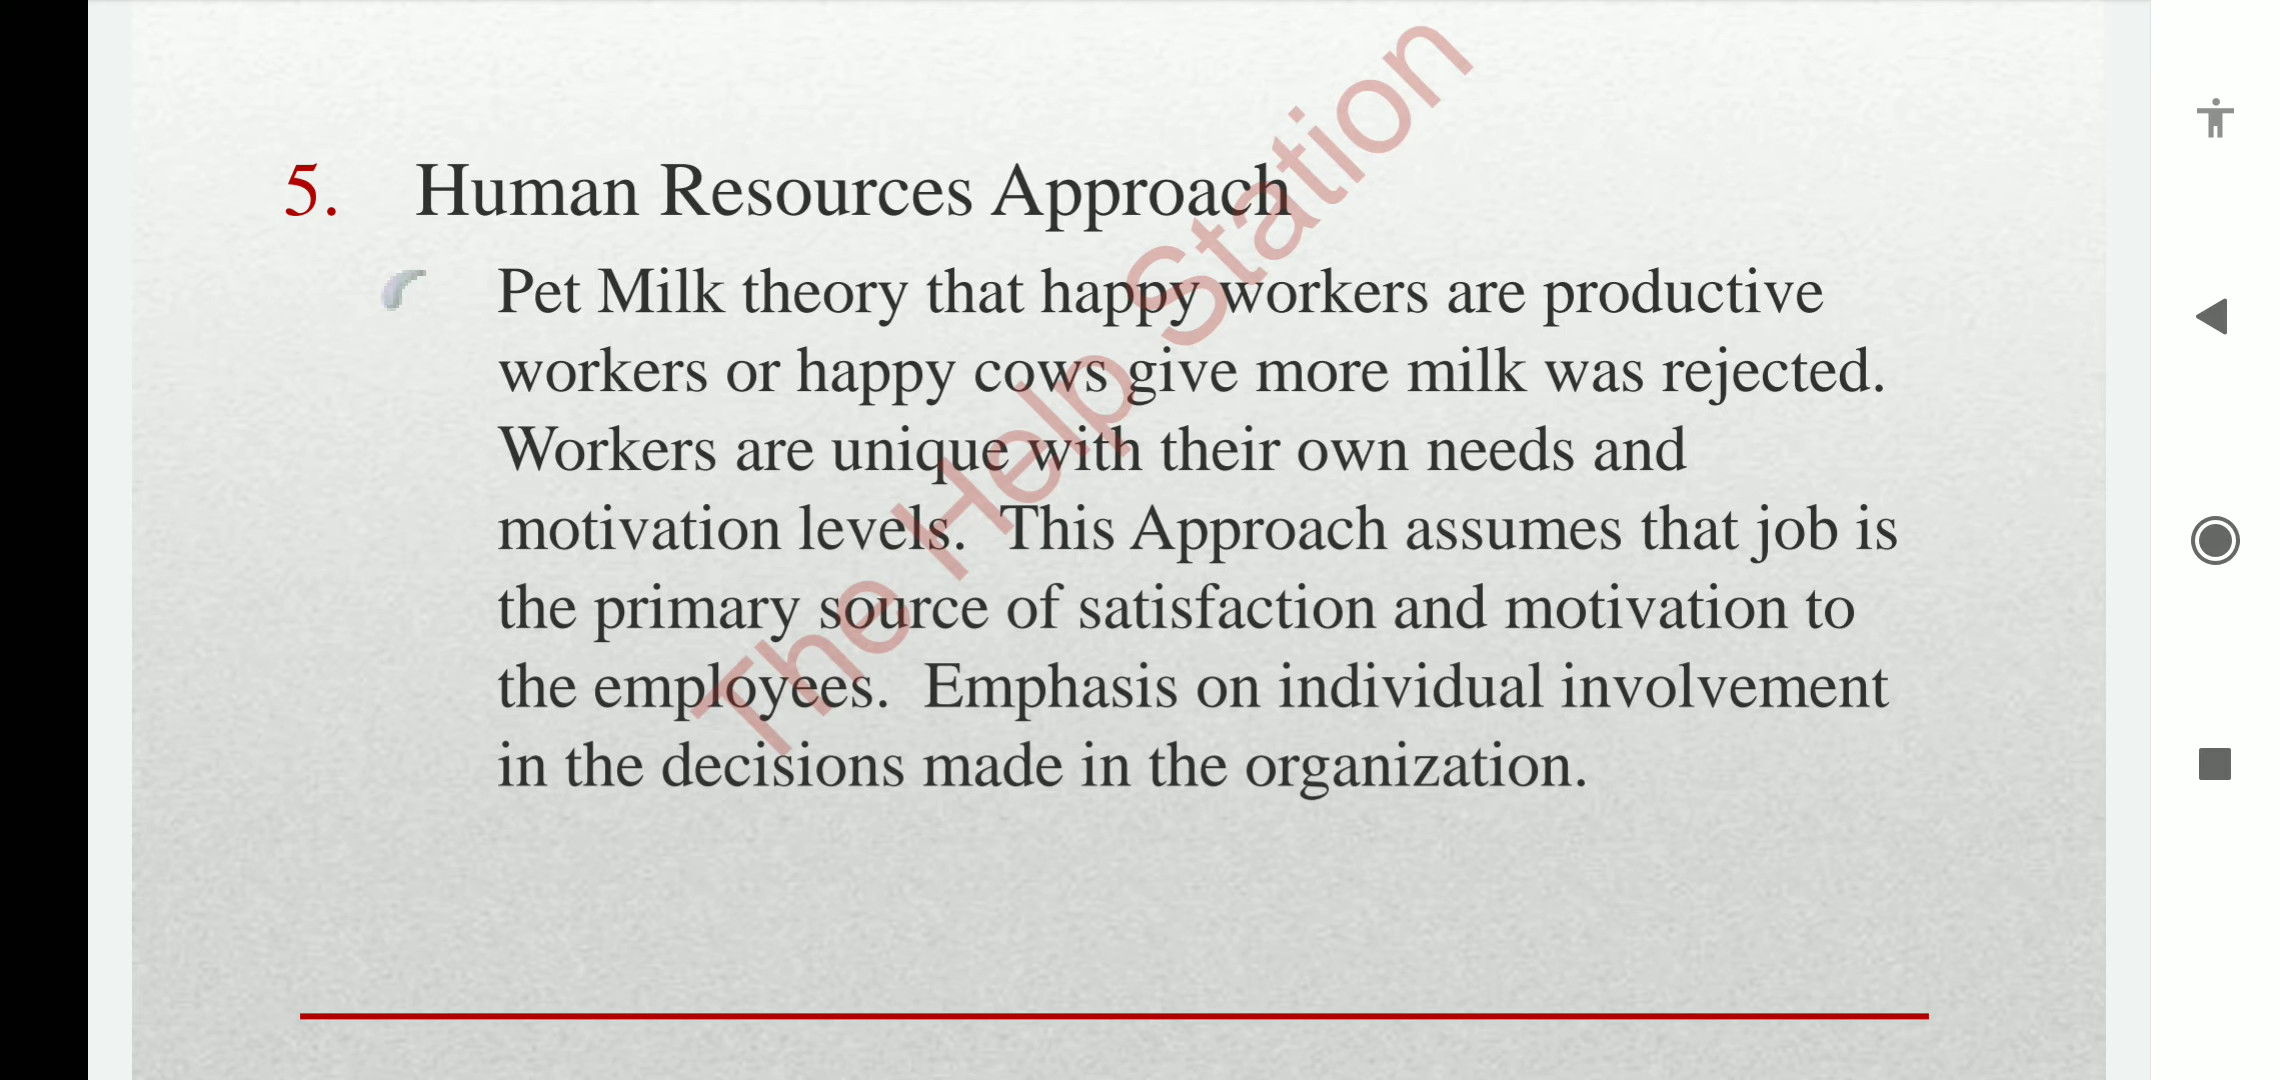 5. Human Resources Approach
Pet Milk theory that happy workers are productive
workers or happy cows give more milk was rejected.
Workers are unique with their own needs and
motivation levels. This Approach assumes that job is
the primary source of satisfaction and motivation to
the employees. Emphasis on individual involvement
in the decisions made in the organization.
The Help Station